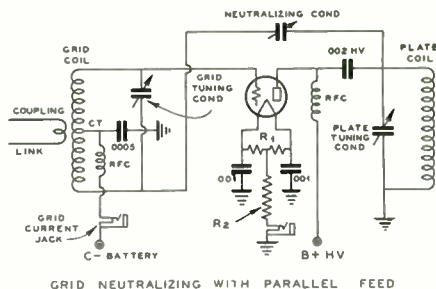 NEUTRALIZING COND
GRID
COIL
.002 HV
PLATE
COIL
GRID
TUNING
COND
RFC
COUPLING
LINK
CT
.0005
R1
PLATE
TUNING
COND
RFC
.001
.001
GRID
CURRENT
JACK
R2
C- BATTERY
B+ HV
GRID NEUTRALIZING WITH PARALLEL FEED